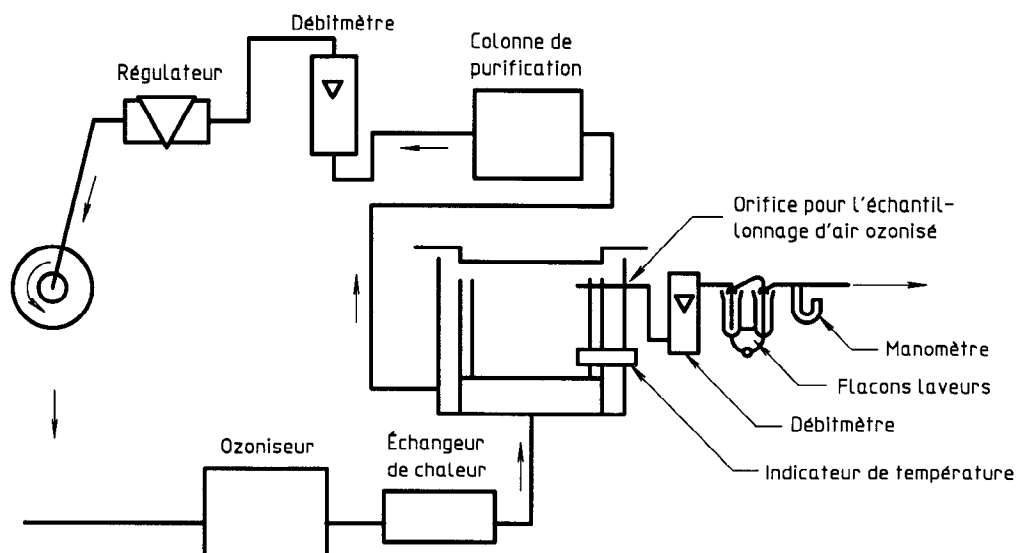 Débitmètre
Colonne de
purification
Régulateur
Orifice pour l'échantil-
lonnage d'air ozonisé
Manomètre
Flacons laveurs
Débitmètre
Indicateur de température
Ozoniseur
Échangeur
de chaleur